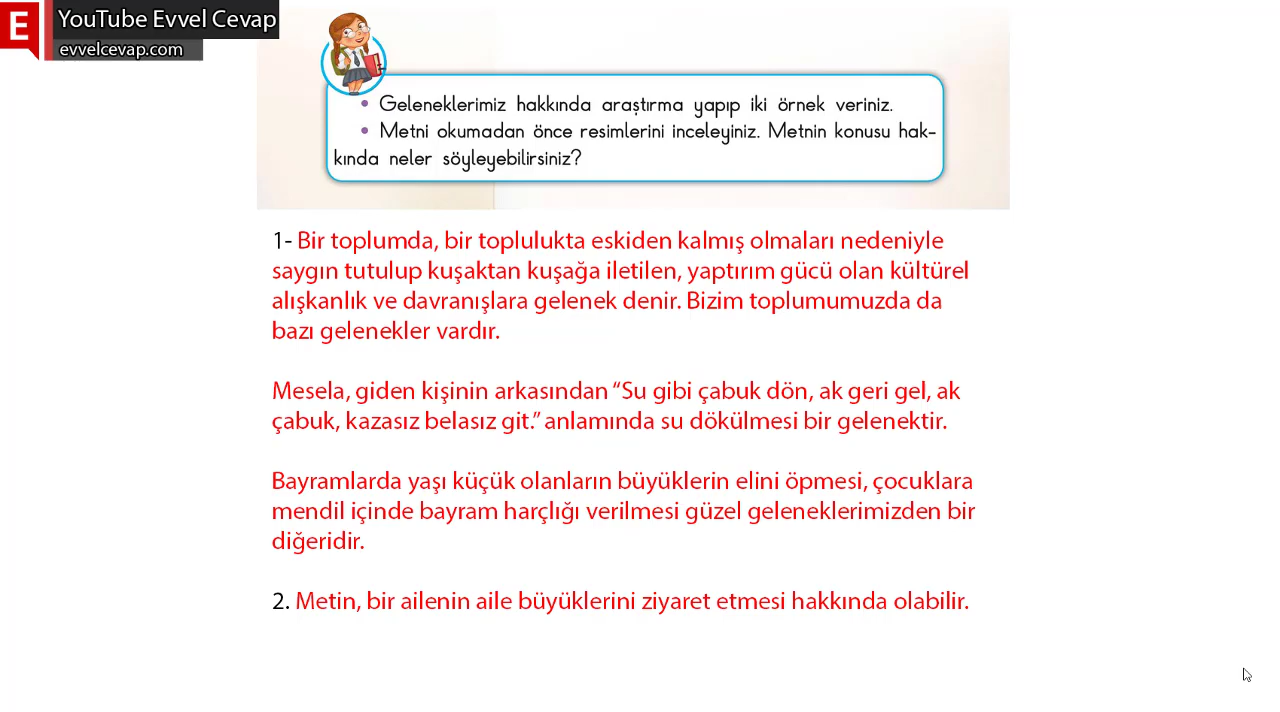 E
YouTube Evvel Cevap
evvelcevap.com
• Geleneklerimiz hakkında araştırma yapıp iki örnek veriniz.
• Metni okumadan önce resimlerini inceleyiniz. Metnin konusu hak-
kında neler söyleyebilirsiniz?
1- Bir toplumda, bir toplulukta eskiden kalmış olmaları nedeniyle
saygın tutulup kuşaktan kuşağa iletilen, yaptırım gücü olan kültürel
alışkanlık ve davranışlara gelenek denir. Bizim toplumumuzda da
bazı gelenekler vardır.
Mesela, giden kişinin arkasından “Su gibi çabuk dön, ak geri gel, ak
çabuk, kazasız belasız git.” anlamında su dökülmesi bir gelenektir.
Bayramlarda yaşı küçük olanların büyüklerin elini öpmesi, çocuklara
mendil içinde bayram harçlığı verilmesi güzel geleneklerimizden bir
diğeridir.
2. Metin, bir ailenin aile büyüklerini ziyaret etmesi hakkında olabilir.